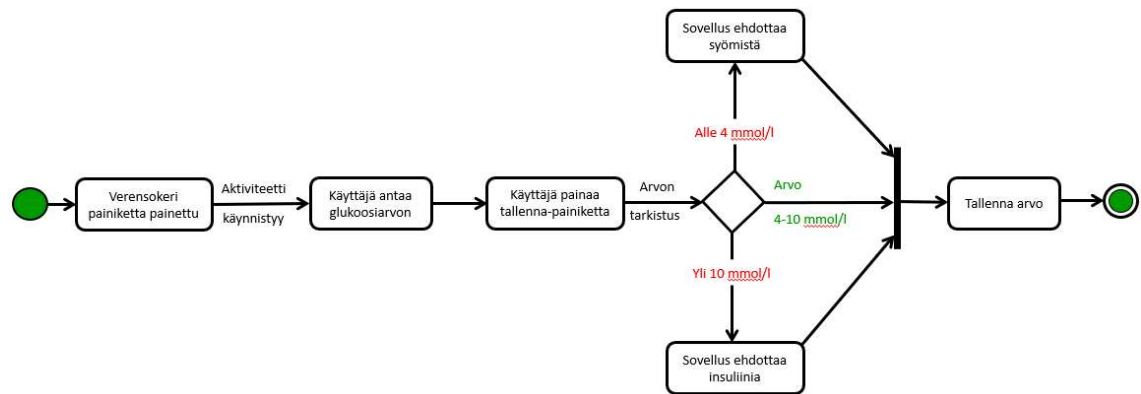 Sovellus ehdottaa
syömistä
Alle 4 mmol/l
Verensokeri
painiketta painettu
Aktiviteetti
käynnistyy
Käyttäjä antaa
glukoosiarvon
Käyttäjä painaa
tallenna-painiketta
Arvon
tarkistus
Arvo
4-10 mmol/l
Tallenna arvo
Yli 10 mmol/l
Sovellus ehdottaa
insuliinia